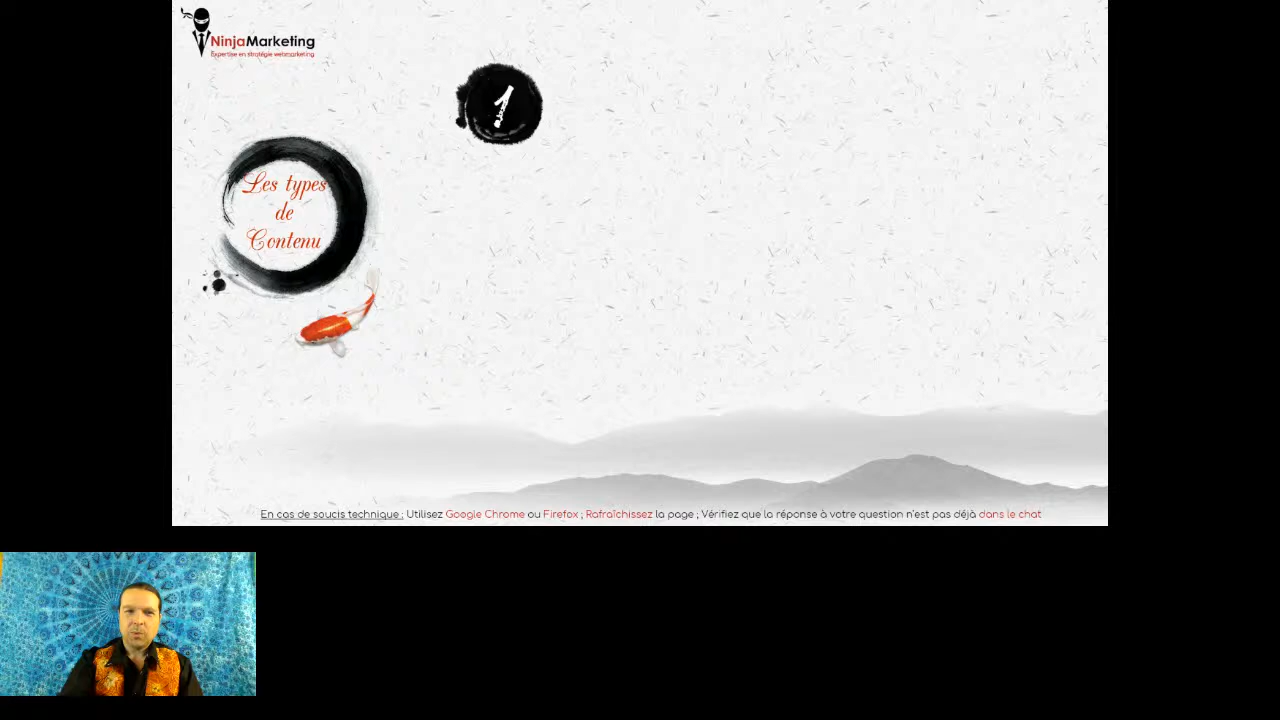 NinjaMarketing
Expertise en stratégie webmarketing
1
Les types
de
Contenu
En cas de soucis technique : Utilisez Google Chrome ou Firefox ; Rafraîchissez la page ; Vérifiez que la réponse à votre question n'est pas déjà dans le chat